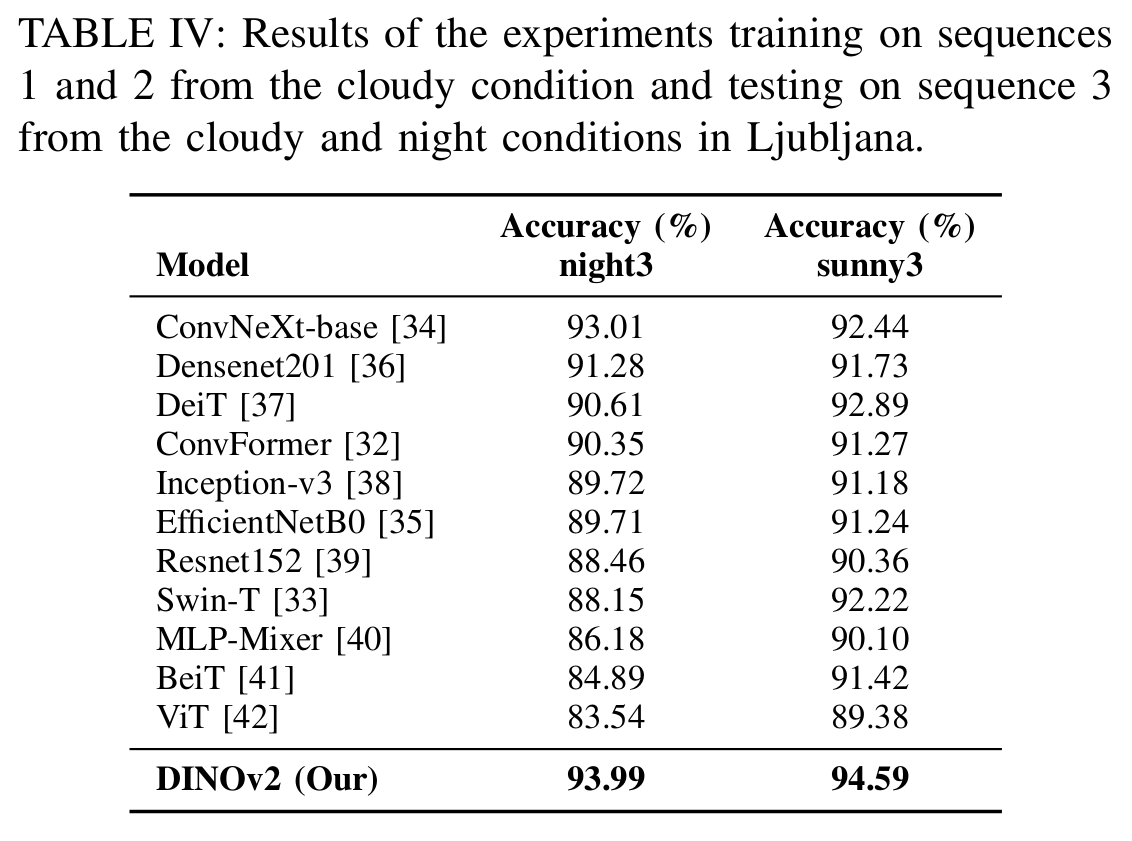 TABLE IV: Results of the experiments training on sequences
1 and 2 from the cloudy condition and testing on sequence 3
from the cloudy and night conditions in Ljubljana.
Model Accuracy (%) night3 Accuracy (%) sunny3
ConvNeXt-base [34] 93.01 92.44
Densenet201 [36] 91.28 91.73
DeiT [37] 90.61 92.89
ConvFormer [32] 90.35 91.27
Inception-v3 [38] 89.72 91.18
EfficientNetB0 [35] 89.71 91.24
Resnet152 [39] 88.46 90.36
Swin-T [33] 88.15 92.22
MLP-Mixer [40] 86.18 90.10
BeiT [41] 84.89 91.42
ViT [42] 83.54 89.38
DINOv2 (Our) 93.99 94.59